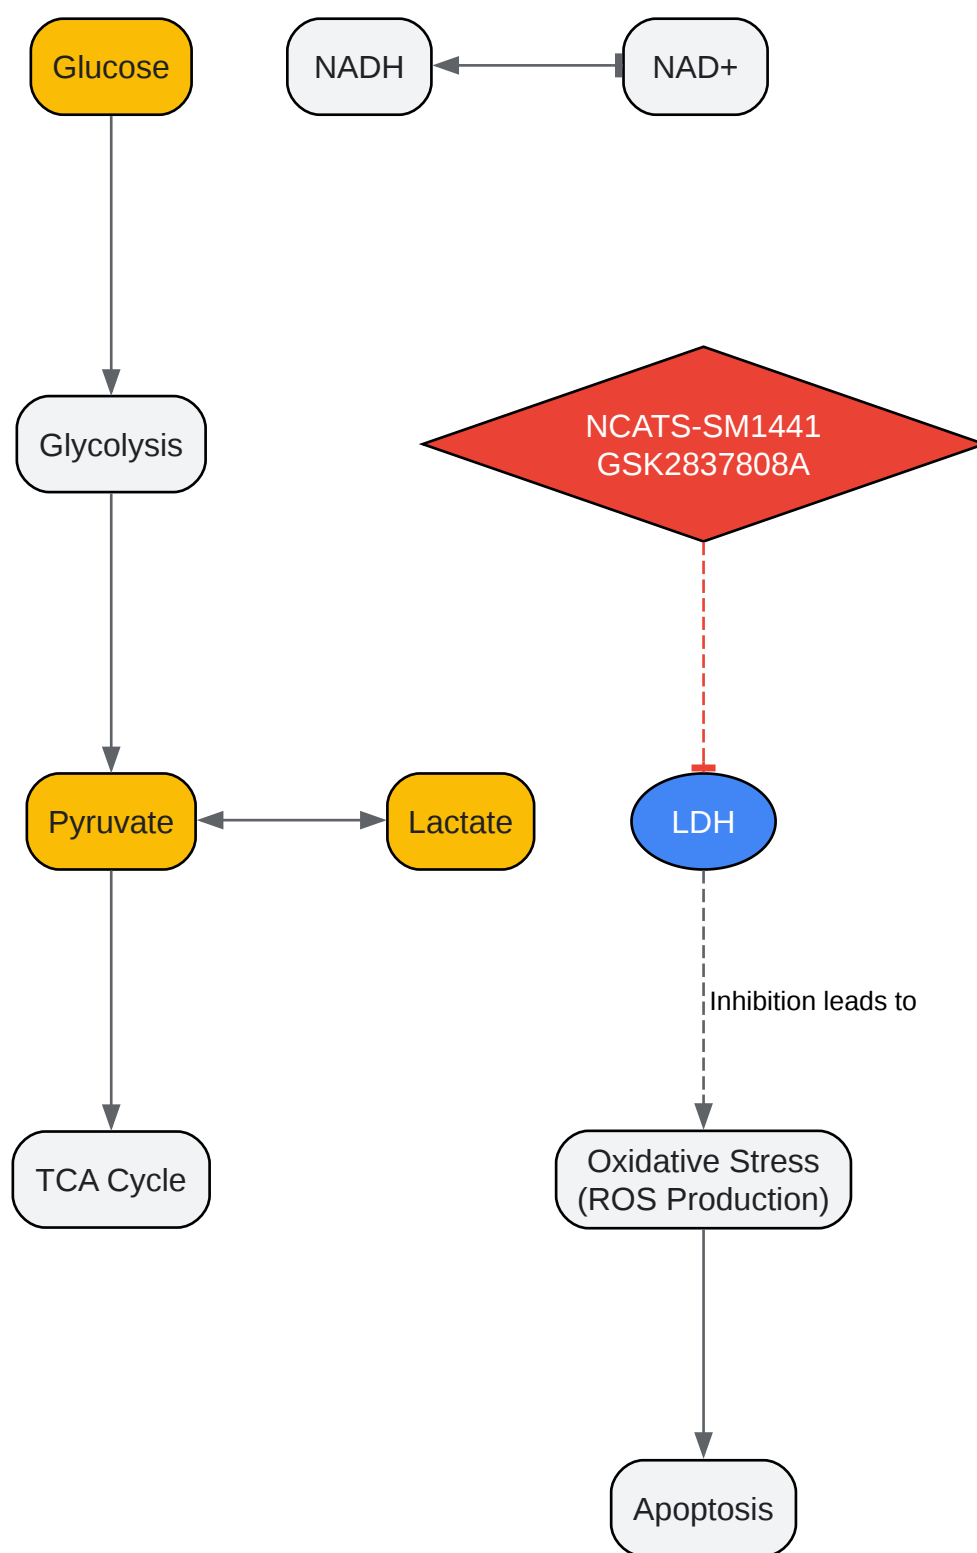 Glucose
NADH
NAD+
NCATS-SM1441
GSK2837808A
Glycolysis
Pyruvate
Lactate
LDH
Inhibition leads to
TCA Cycle
Oxidative Stress
(ROS Production)
Apoptosis